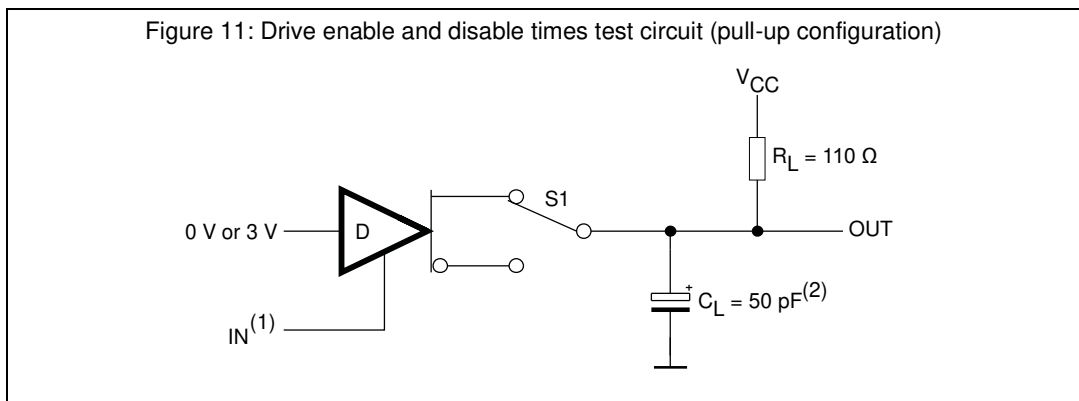 Figure 11: Drive enable and disable times test circuit (pull-up configuration)
VCC
RL = 110 Ω
S1
0 V or 3 V
D
OUT
+
CL = 50 pF(2)
IN(1)